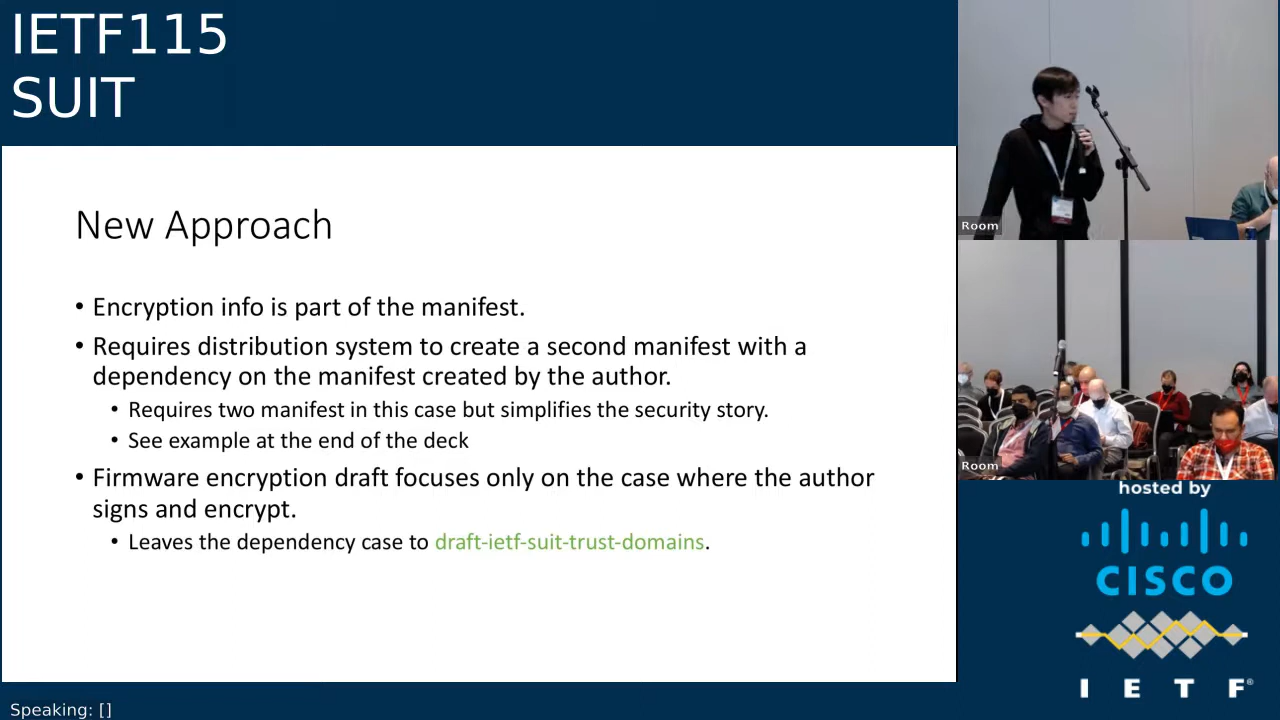 IETF115
SUIT
New Approach
• Encryption info is part of the manifest.
• Requires distribution system to create a second manifest with a
dependency on the manifest created by the author.
• Requires two manifest in this case but simplifies the security story.
• See example at the end of the deck
• Firmware encryption draft focuses only on the case where the author
signs and encrypt.
• Leaves the dependency case to draft-ietf-suit-trust-domains.
Room
Room
hosted by
CISCO
I E T F®
Speaking: []